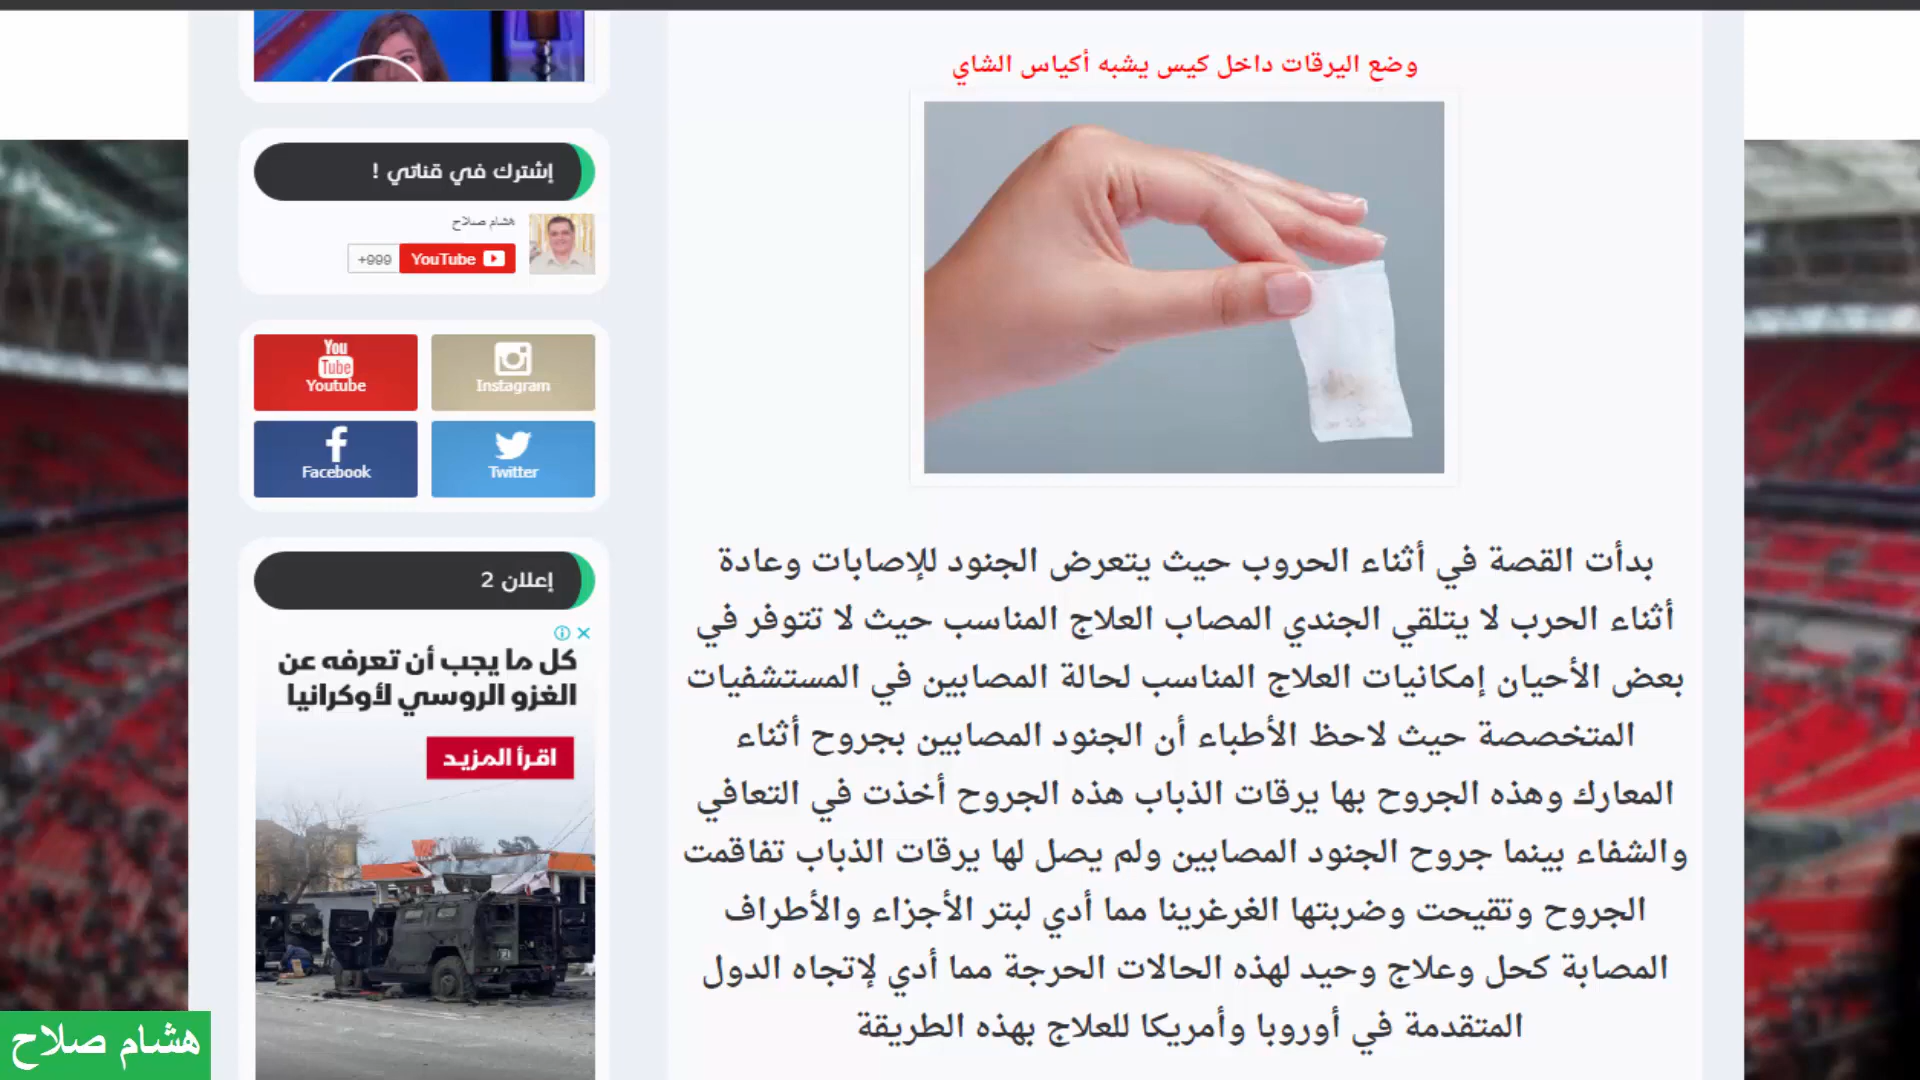 وضع اليرقات داخل كيس يشبه أكياس الشاي
بدأت القصة في أثناء الحروب حيث يتعرض الجنود للإصابات وعادة
أثناء الحرب لا يتلقي الجندي المصاب العلاج المناسب حيث لا تتوفر في
بعض الأحيان إمكانيات العلاج المناسب لحالة المصابين في المستشفيات
المتخصصة حيث لاحظ الأطباء أن الجنود المصابين بجروح أثناء
المعارك وهذه الجروح بها يرقات الذباب هذه الجروح أخذت في التعافي
والشفاء بينما جروح الجنود المصابين ولم يصل لها يرقات الذباب تفاقمت
الجروح وتقيحت وضربتها الغرغرينا مما أدي لبتر الأجزاء والأطراف
المصابة كحل وعلاج وحيد لهذه الحالات الحرجة مما أدي لإتجاه الدول
المتقدمة في أوروبا وأمريكا للعلاج بهذه الطريقة
إشترك في قناتي !
هشام صلاح
YouTube
+999
You
Tube
Youtube
Instagram
Facebook
Twitter
إعلان 2
كل ما يجب أن تعرفه عن
الغزو الروسي لأوكرانيا
اقرأ المزيد
هشام صلاح